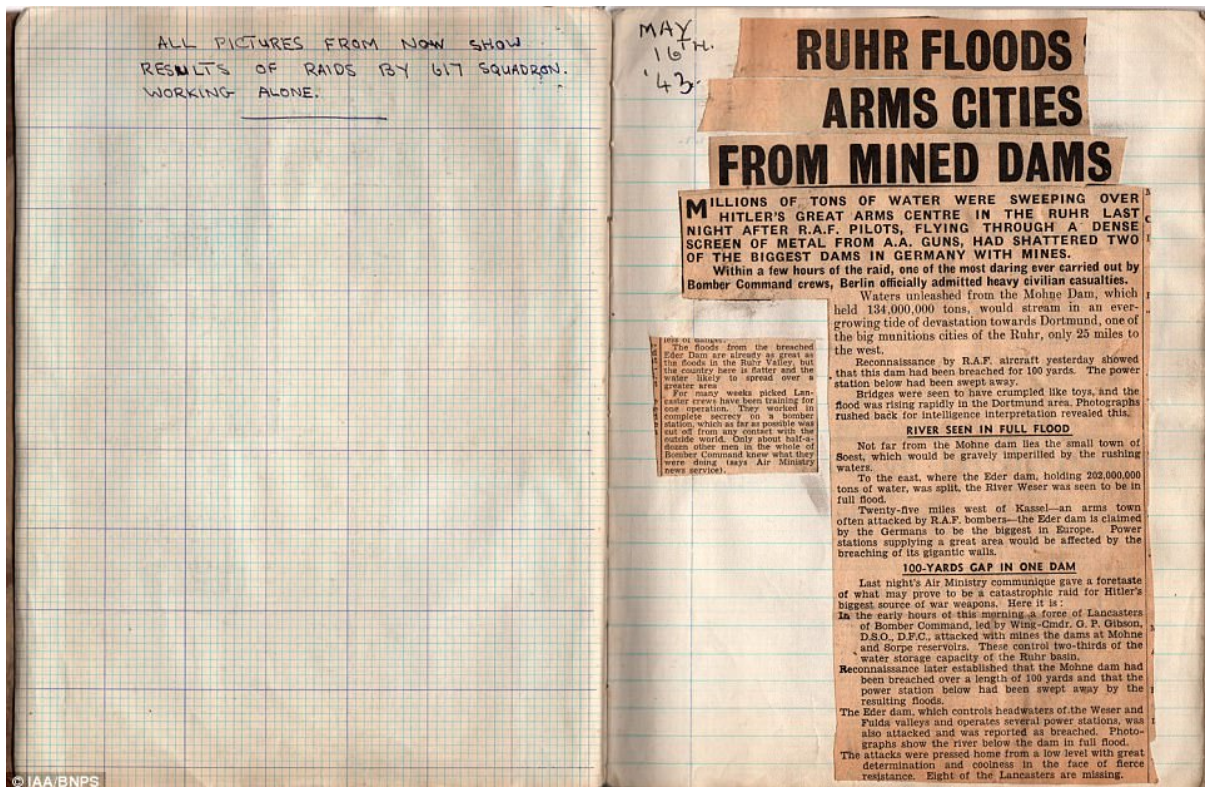 ALL PICTURES FROM NOW SHOW
RESULTS OF RAIDS BY 617 SQUADRON.
WORKING ALONE.
© IAA/BNPS
MAY
16TH.
'43.
RUHR FLOODS
ARMS CITIES
FROM MINED DAMS
MILLIONS OF TONS OF WATER WERE SWEEPING OVER
HITLER'S GREAT ARMS CENTRE IN THE RUHR LAST
NIGHT AFTER R.A.F. PILOTS, FLYING THROUGH A DENSE
SCREEN OF METAL FROM A.A. GUNS, HAD SHATTERED TWO
OF THE BIGGEST DAMS IN GERMANY WITH MINES.
Within a few hours of the raid, one of the most daring ever carried out by
Bomber Command crews, Berlin officially admitted heavy civilian casualties.
less of danger.
The floods from the breached
Eder Dam are already as great as
the floods in the Ruhr Valley, but
the country here is flatter and the
water likely to spread over a
greater area
For many weeks picked Lan-
caster crews have been training for
one operation. They worked in
complete secrecy on a bomber
station, which as far as possible was
cut off from any contact with the
outside world. Only about half-a-
dozen other men in the whole of
Bomber Command knew what they
were doing (says Air Ministry
news service).
Waters unleashed from the Mohne Dam, which
held 134,000,000 tons, would stream in an ever-
growing tide of devastation towards Dortmund, one of
the big munitions cities of the Ruhr, only 25 miles to
the west.
Reconnaissance by R.A.F. aircraft yesterday showed
that this dam had been breached for 100 yards. The power
station below had been swept away.
Bridges were seen to have crumpled like toys, and the
flood was rising rapidly in the Dortmund area. Photographs
rushed back for intelligence interpretation revealed this.
RIVER SEEN IN FULL FLOOD
Not far from the Mohne dam lies the small town of
Soest, which would be gravely imperilled by the rushing
waters.
To the east, where the Eder dam, holding 202,000,000
tons of water, was split, the River Weser was seen to be in
full flood.
Twenty-five miles west of Kassel—an arms town
often attacked by R.A.F. bombers—the Eder dam is claimed
by the Germans to be the biggest in Europe. Power
stations supplying a great area would be affected by the
breaching of its gigantic walls.
100-YARDS GAP IN ONE DAM
Last night's Air Ministry communique gave a foretaste
of what may prove to be a catastrophic raid for Hitler's
biggest source of war weapons. Here it is :
In the early hours of this morning a force of Lancasters
of Bomber Command, led by Wing-Cmdr. G. P. Gibson,
D.S.O., D.F.C., attacked with mines the dams at Mohne
and Sorpe reservoirs. These control two-thirds of the
water storage capacity of the Ruhr basin.
Reconnaissance later established that the Mohne dam had
been breached over a length of 100 yards and that the
power station below had been swept away by the
resulting floods.
The Eder dam, which controls headwaters of the Weser and
Fulda valleys and operates several power stations, was
also attacked and was reported as breached. Photo-
graphs show the river below the dam in full flood.
The attacks were pressed home from a low level with great
determination and coolness in the face of fierce
resistance. Eight of the Lancasters are missing.